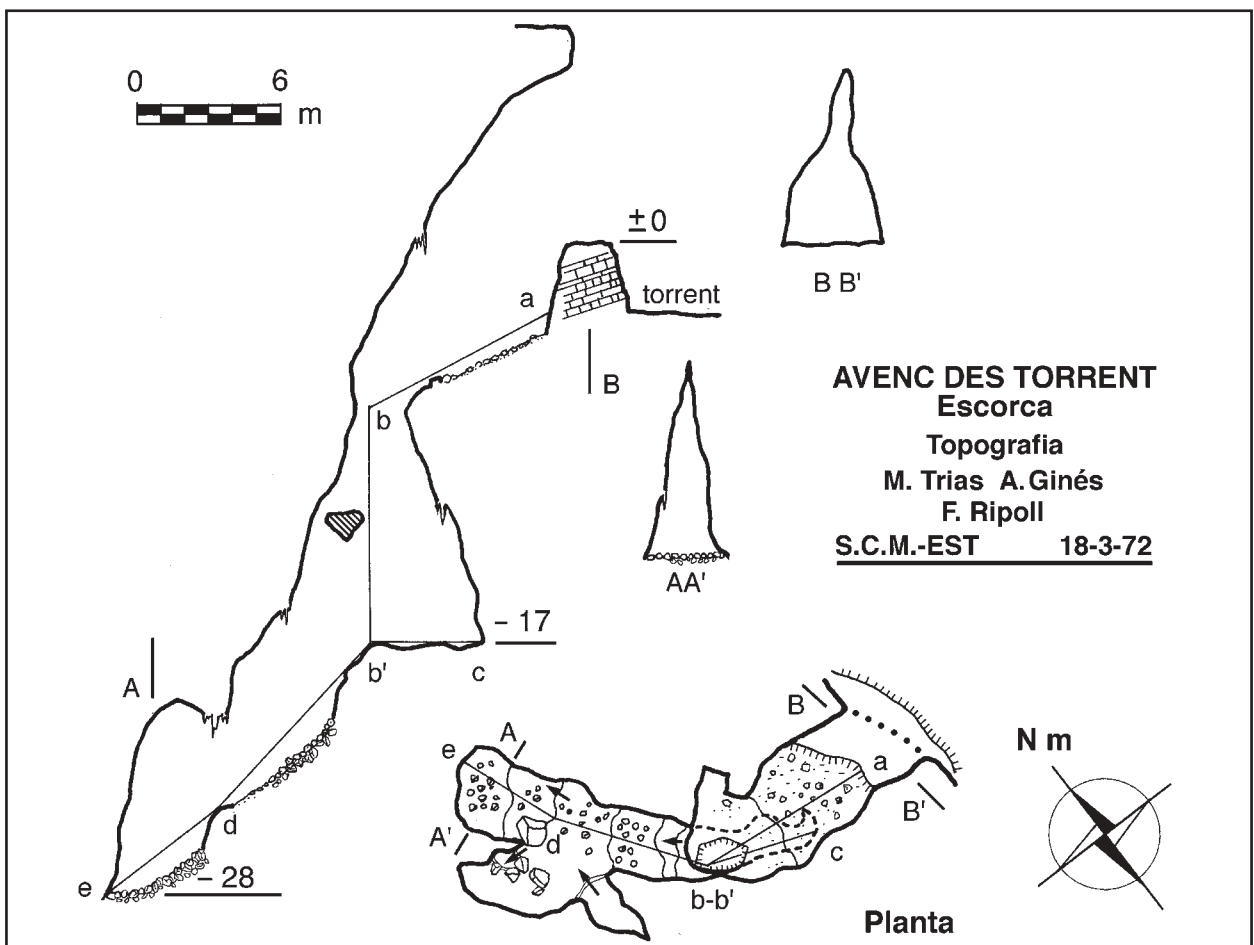 0 6
m
±0
a
torrent
B
b
B B'
AVENC DES TORRENT
Escorca
Topografia
M. Trias A. Ginés
F. Ripoll
S.C.M.-EST 18-3-72
AA'
- 17
b'
c
A
d
e
- 28
B
A
e
a
B'
A'
d
c
b-b'
N m
Planta